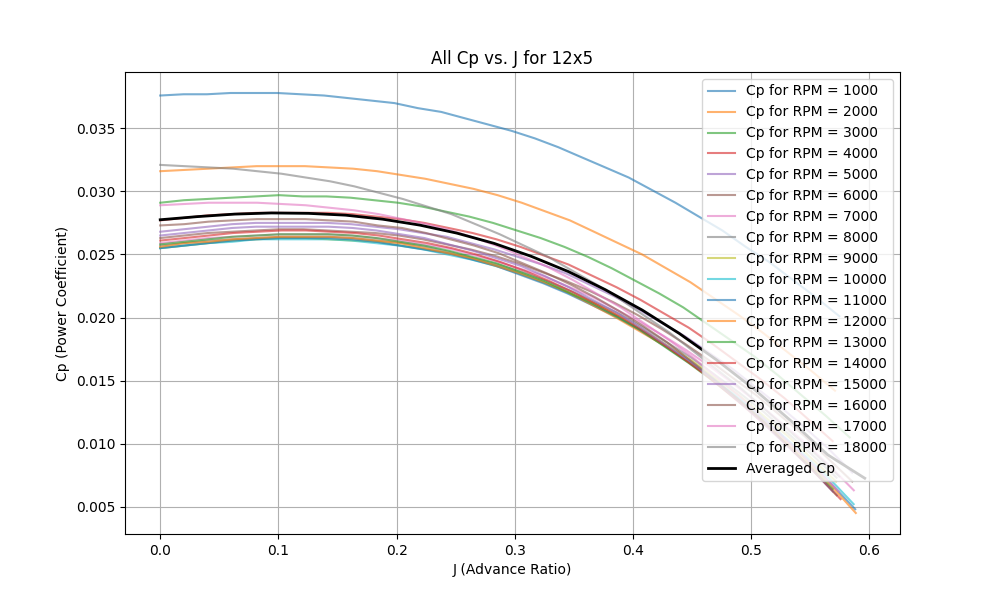 All Cp vs. J for 12x5
Cp (Power Coefficient)
0.035
0.030
0.025
0.020
0.015
0.010
0.005
0.0 0.1 0.2 0.3 0.4 0.5 0.6
J (Advance Ratio)
Cp for RPM = 1000
Cp for RPM = 2000
Cp for RPM = 3000
Cp for RPM = 4000
Cp for RPM = 5000
Cp for RPM = 6000
Cp for RPM = 7000
Cp for RPM = 8000
Cp for RPM = 9000
Cp for RPM = 10000
Cp for RPM = 11000
Cp for RPM = 12000
Cp for RPM = 13000
Cp for RPM = 14000
Cp for RPM = 15000
Cp for RPM = 16000
Cp for RPM = 17000
Cp for RPM = 18000
Averaged Cp